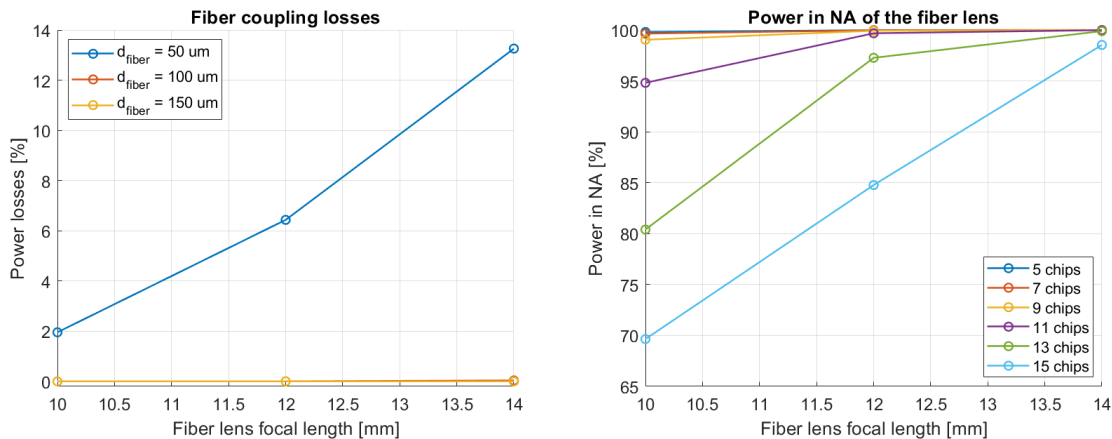 Fiber coupling losses
14
12
10
8
6
4
2
0
Power losses [%]
d_fiber = 50 um
d_fiber = 100 um
d_fiber = 150 um
10 10.5 11 11.5 12 12.5 13 13.5 14
Fiber lens focal length [mm]
Power in NA of the fiber lens
100
95
90
85
80
75
70
65
Power in NA [%]
5 chips
7 chips
9 chips
11 chips
13 chips
15 chips
10 10.5 11 11.5 12 12.5 13 13.5 14
Fiber lens focal length [mm]